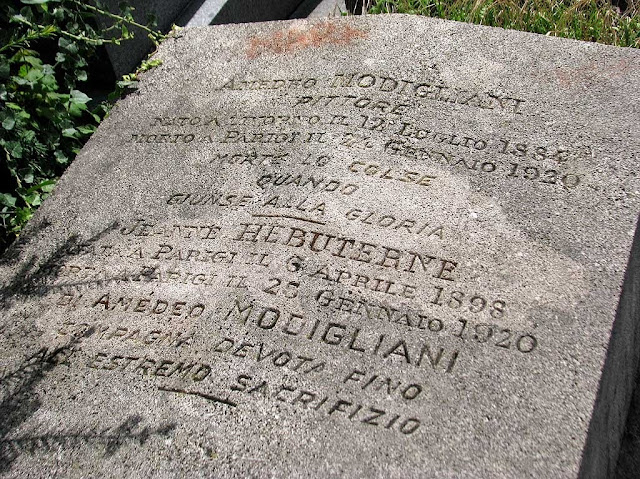 AMEDEO MODIGLIANI
PITTORE
NATO A LIVORNO IL 12 LUGLIO 1884
MORTO A PARIGI IL 24 GENNAIO 1920
MORTE LO COLSE
QUANDO
GIUNSE ALLA GLORIA
JEANNE HEBUTERNE
NATA A PARIGI IL 6 APRILE 1898
MORTA A PARIGI IL 25 GENNAIO 1920
DI AMEDEO MODIGLIANI
COMPAGNA DEVOTA FINO
ALL ESTREMO SACRIFIZIO